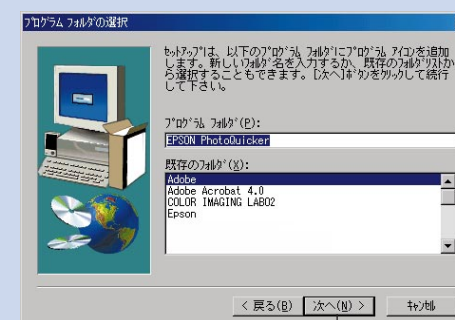 ﾌﾟﾛｸﾞﾗﾑ ﾌｫﾙﾀﾞの選択
ｾｯﾄｱｯﾌﾟは、以下のﾌﾟﾛｸﾞﾗﾑ ﾌｫﾙﾀﾞにﾌﾟﾛｸﾞﾗﾑ ｱｲｺﾝを追加
します。新しいﾌｫﾙﾀﾞ名を入力するか、既存のﾌｫﾙﾀﾞﾘｽﾄか
ら選択することもできます。[次へ]ﾎﾞﾀﾝをｸﾘｯｸして続行
して下さい。
ﾌﾟﾛｸﾞﾗﾑ ﾌｫﾙﾀﾞ(P):
EPSON PhotoQuicker
既存のﾌｫﾙﾀﾞ(X):
Adobe
Adobe Acrobat 4.0
COLOR IMAGING LABO2
Epson
< 戻る(B) 次へ(N) > ｷｬﾝｾﾙ